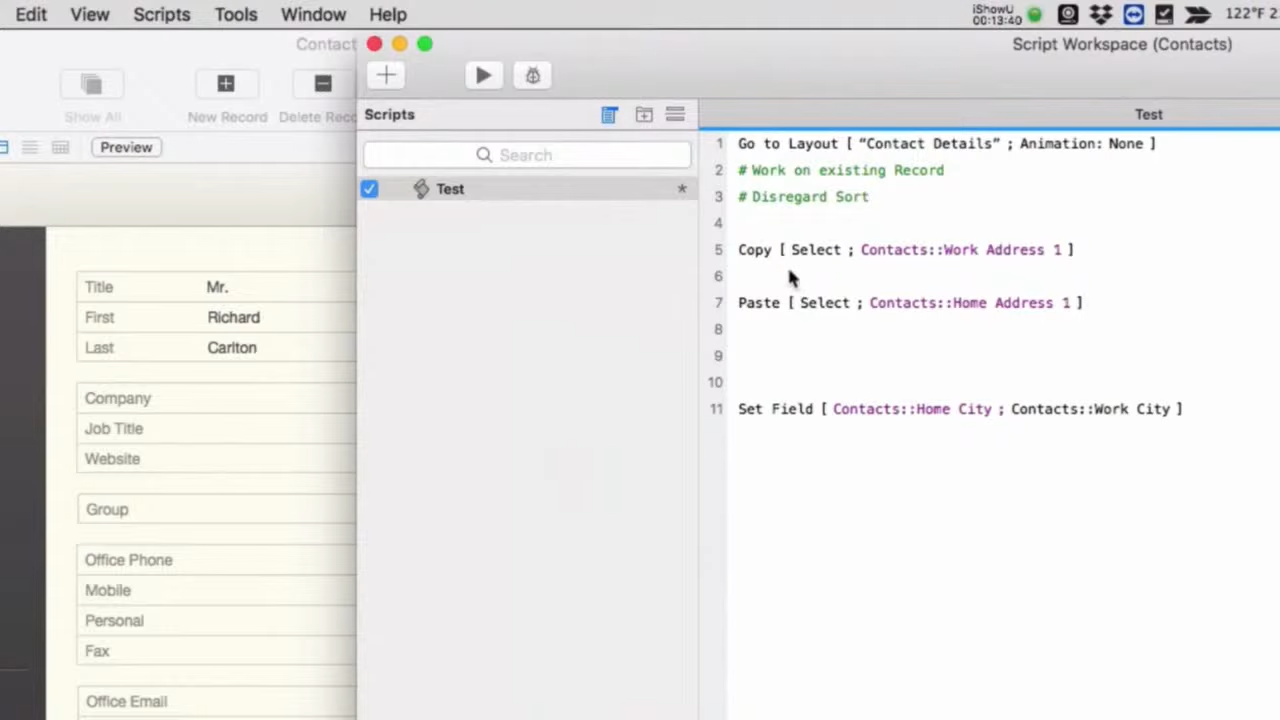 Edit View Scripts Tools Window Help iShowU 00:13:40 122°F 2
Contact Script Workspace (Contacts)
Show All New Record Delete Reco
Scripts Test
Preview
Search
Test *
1 Go to Layout [ “Contact Details” ; Animation: None ]
2 # Work on existing Record
3 # Disregard Sort
4
5 Copy [ Select ; Contacts::Work Address 1 ]
6
7 Paste [ Select ; Contacts::Home Address 1 ]
8
9
10
11 Set Field [ Contacts::Home City ; Contacts::Work City ]
Title Mr.
First Richard
Last Carlton
Company
Job Title
Website
Group
Office Phone
Mobile
Personal
Fax
Office Email